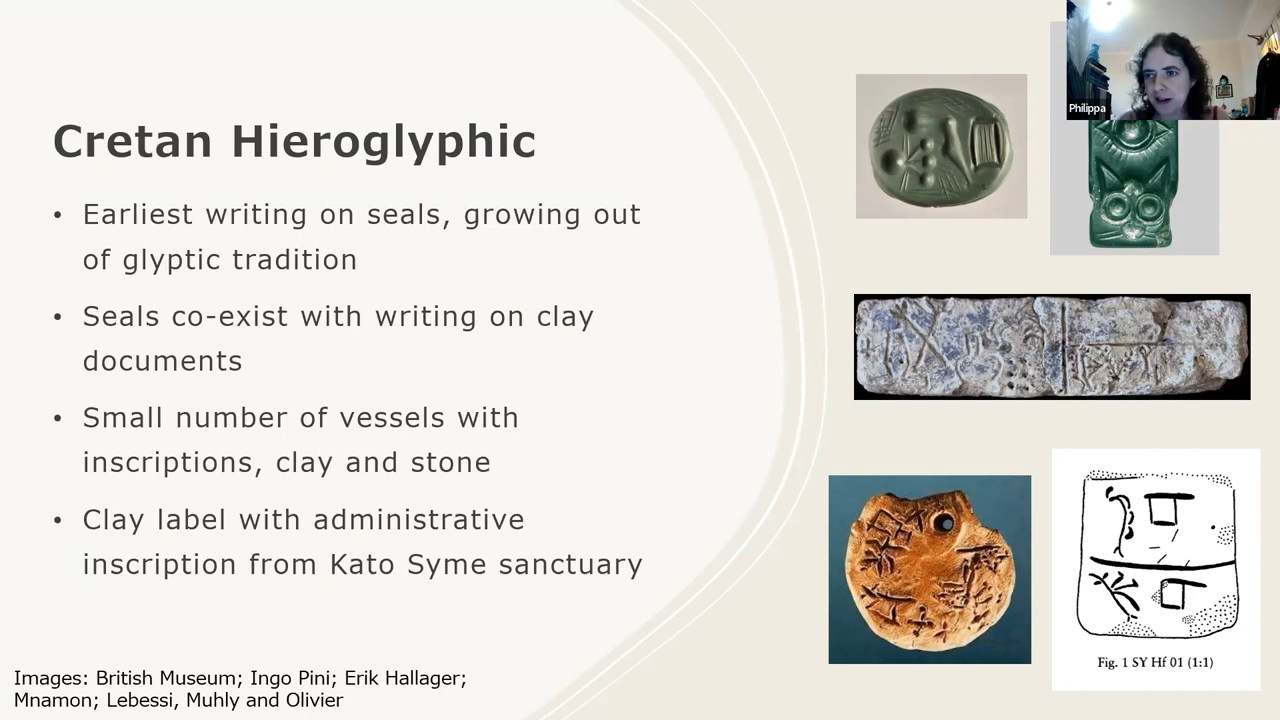 Cretan Hieroglyphic
• Earliest writing on seals, growing out
of glyptic tradition
• Seals co-exist with writing on clay
documents
• Small number of vessels with
inscriptions, clay and stone
• Clay label with administrative
inscription from Kato Syme sanctuary
Images: British Museum; Ingo Pini; Erik Hallager;
Mnamon; Lebessi, Muhly and Olivier
Philippa
Fig. 1 SY Hf 01 (1:1)